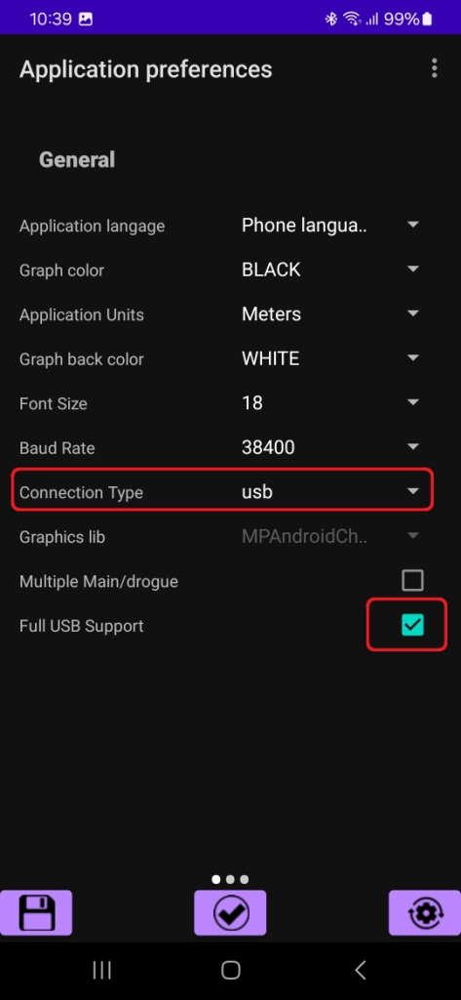 10:39 99%
Application preferences
General
Application langage Phone langua..
Graph color BLACK
Application Units Meters
Graph back color WHITE
Font Size 18
Baud Rate 38400
Connection Type usb
Graphics lib MPAndroidCh..
Multiple Main/drogue
Full USB Support